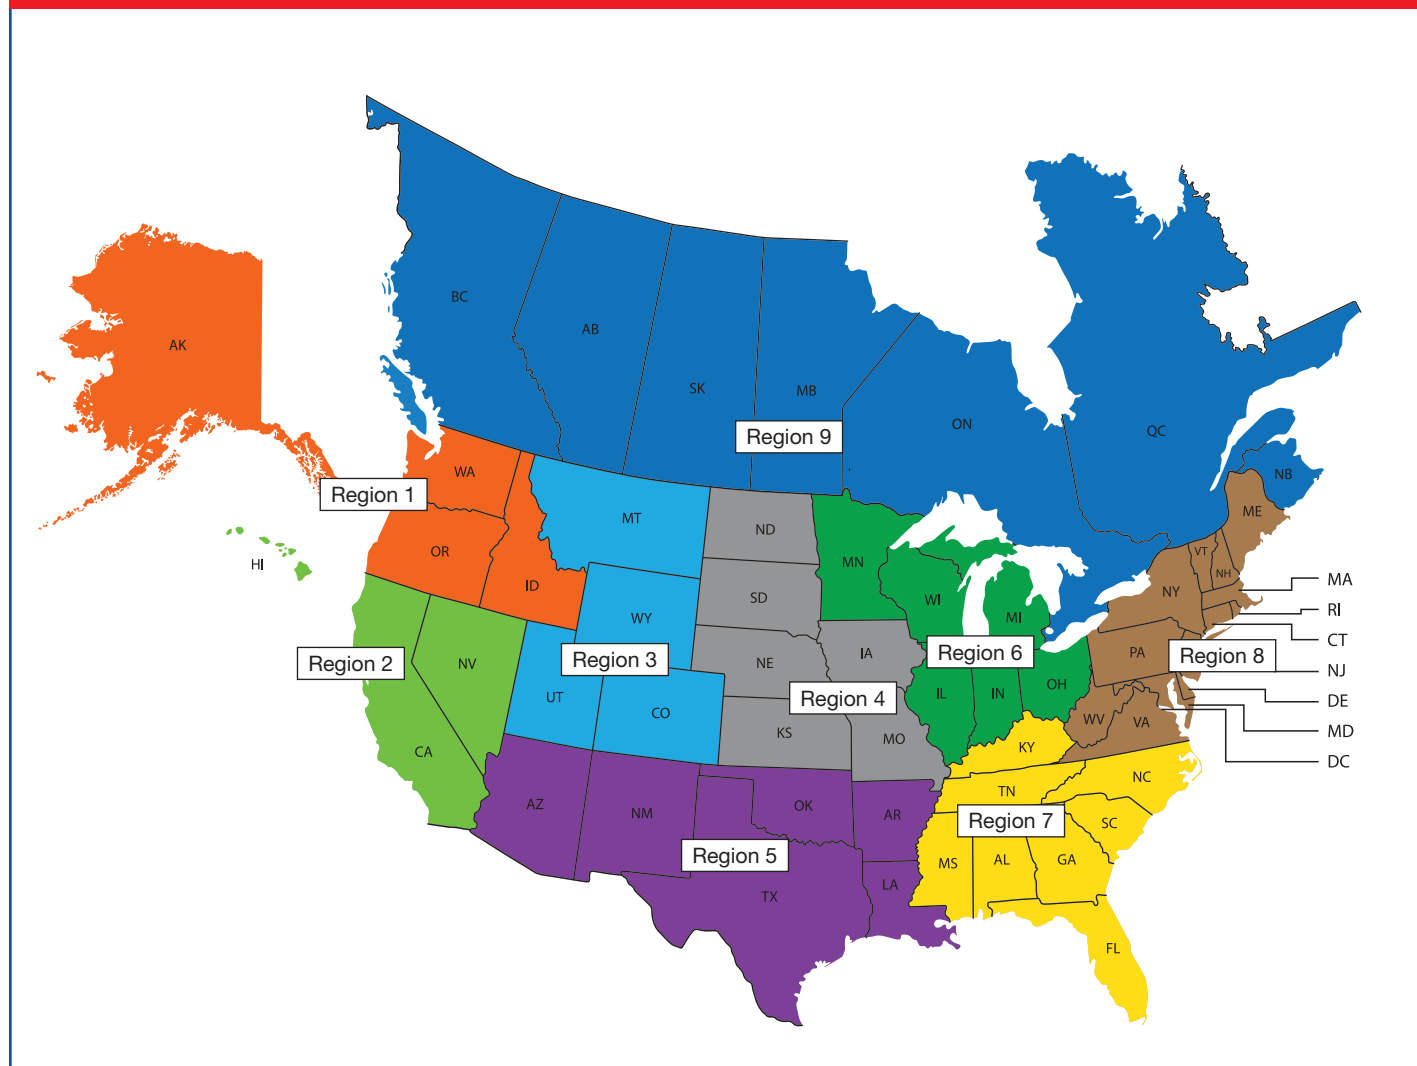 BC
AB
AK
SK
MB
ON
QC
Region 9
NB
WA
Region 1
ME
MT
ND
OR
VT
MN
HI
NH
MA
ID
NY
SD
WI
RI
WY
MI
CT
IA
PA
Region 6
Region 8
Region 3
Region 2
NV
NE
NJ
OH
UT
IL
IN
Region 4
DE
CO
WV
VA
KS
MD
MO
KY
CA
DC
NC
TN
AZ
OK
NM
AR
Region 7
SC
Region 5
MS
AL
GA
LA
TX
FL